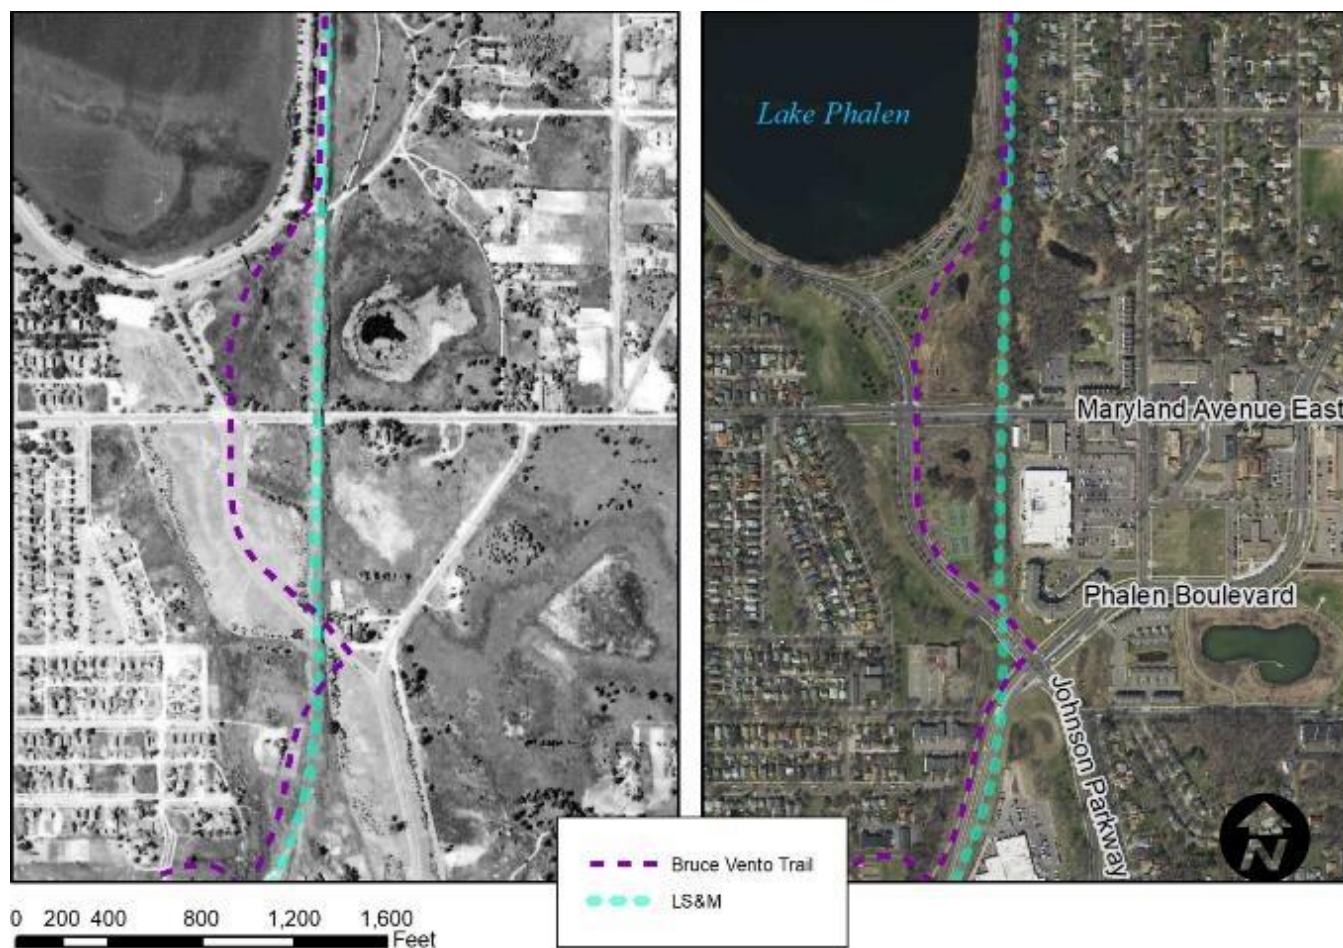 Lake Phalen
Maryland Avenue East
Phalen Boulevard
Johnson Parkway
N
Bruce Vento Trail
LS&M
0 200 400 800 1,200 1,600
Feet